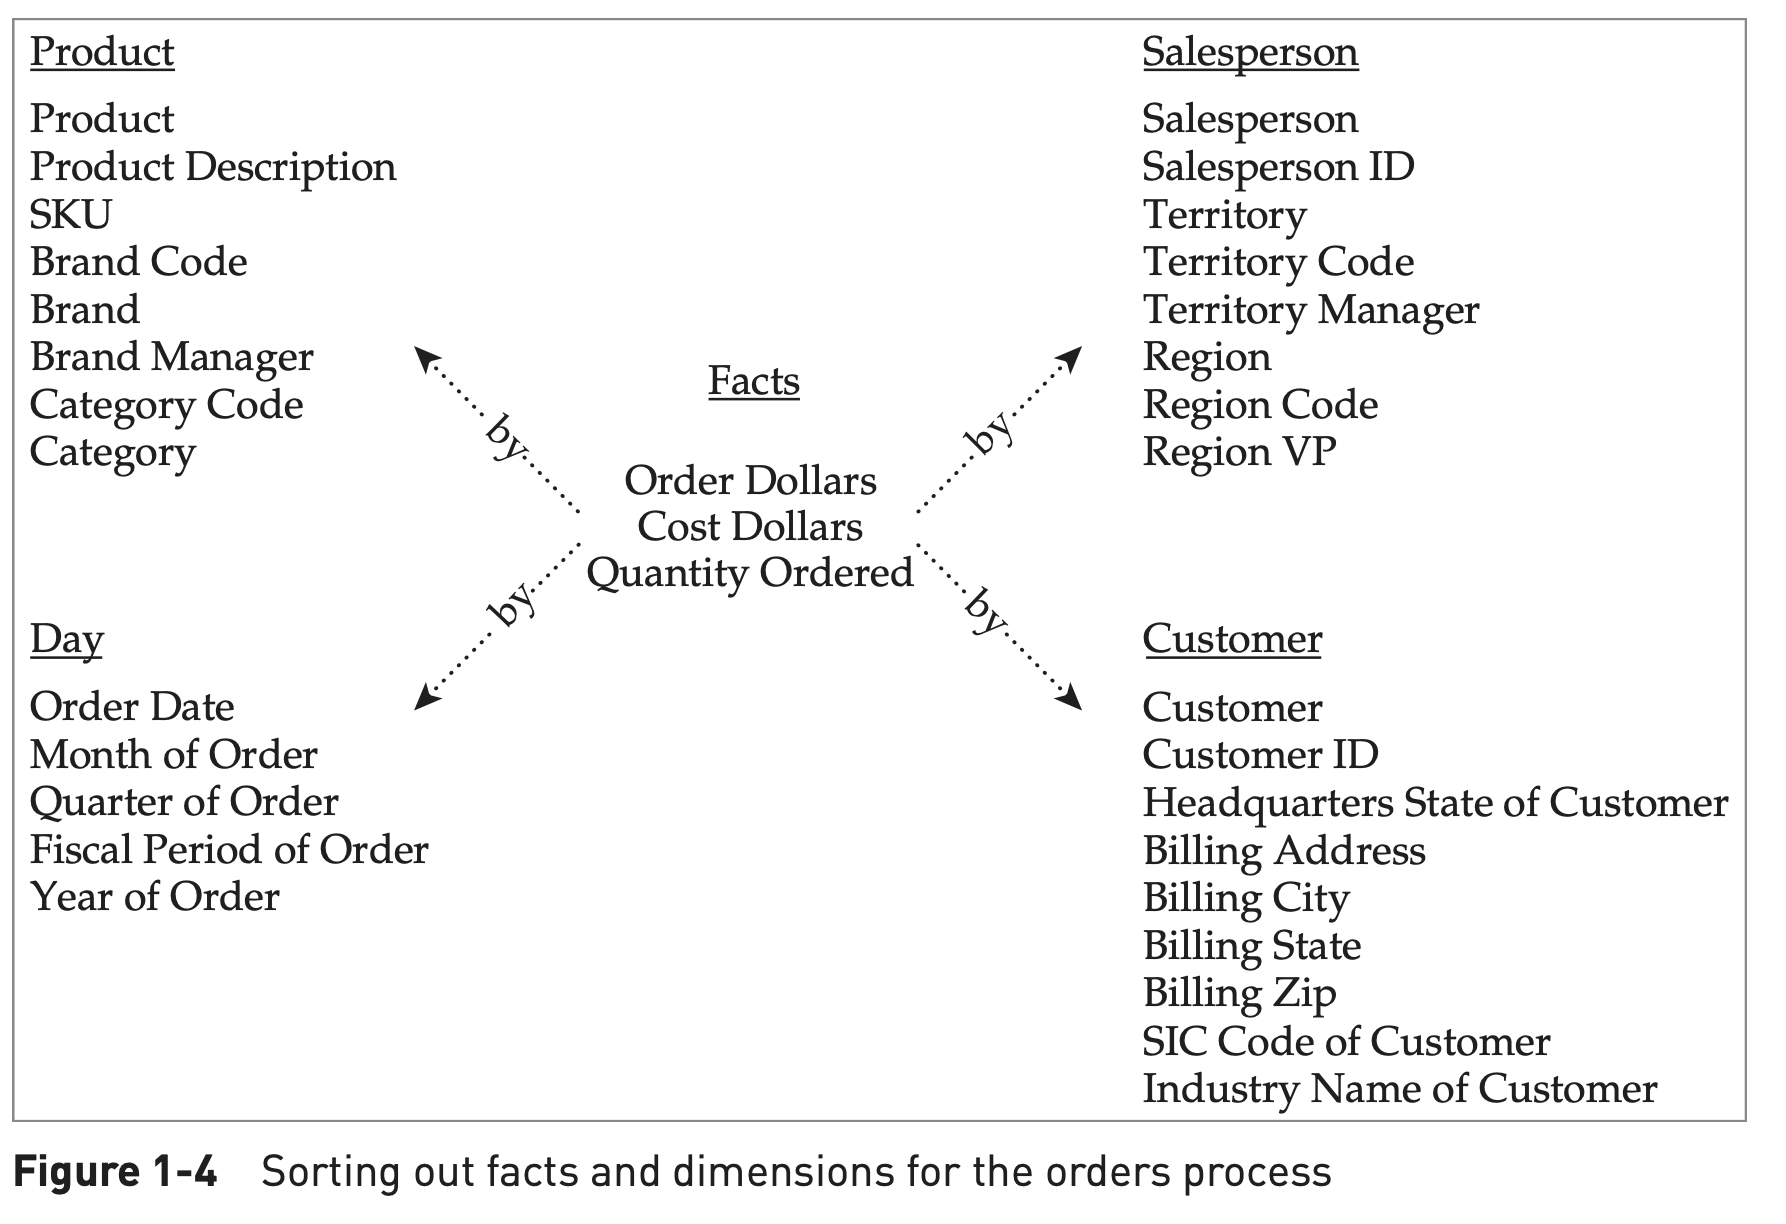 Product
Product
Product Description
SKU
Brand Code
Brand
Brand Manager
Category Code
Category
Salesperson
Salesperson
Salesperson ID
Territory
Territory Code
Territory Manager
Region
Region Code
Region VP
by
by
Facts
Order Dollars
Cost Dollars
Quantity Ordered
by
by
Day
Order Date
Month of Order
Quarter of Order
Fiscal Period of Order
Year of Order
Customer
Customer
Customer ID
Headquarters State of Customer
Billing Address
Billing City
Billing State
Billing Zip
SIC Code of Customer
Industry Name of Customer
Figure 1-4 Sorting out facts and dimensions for the orders process